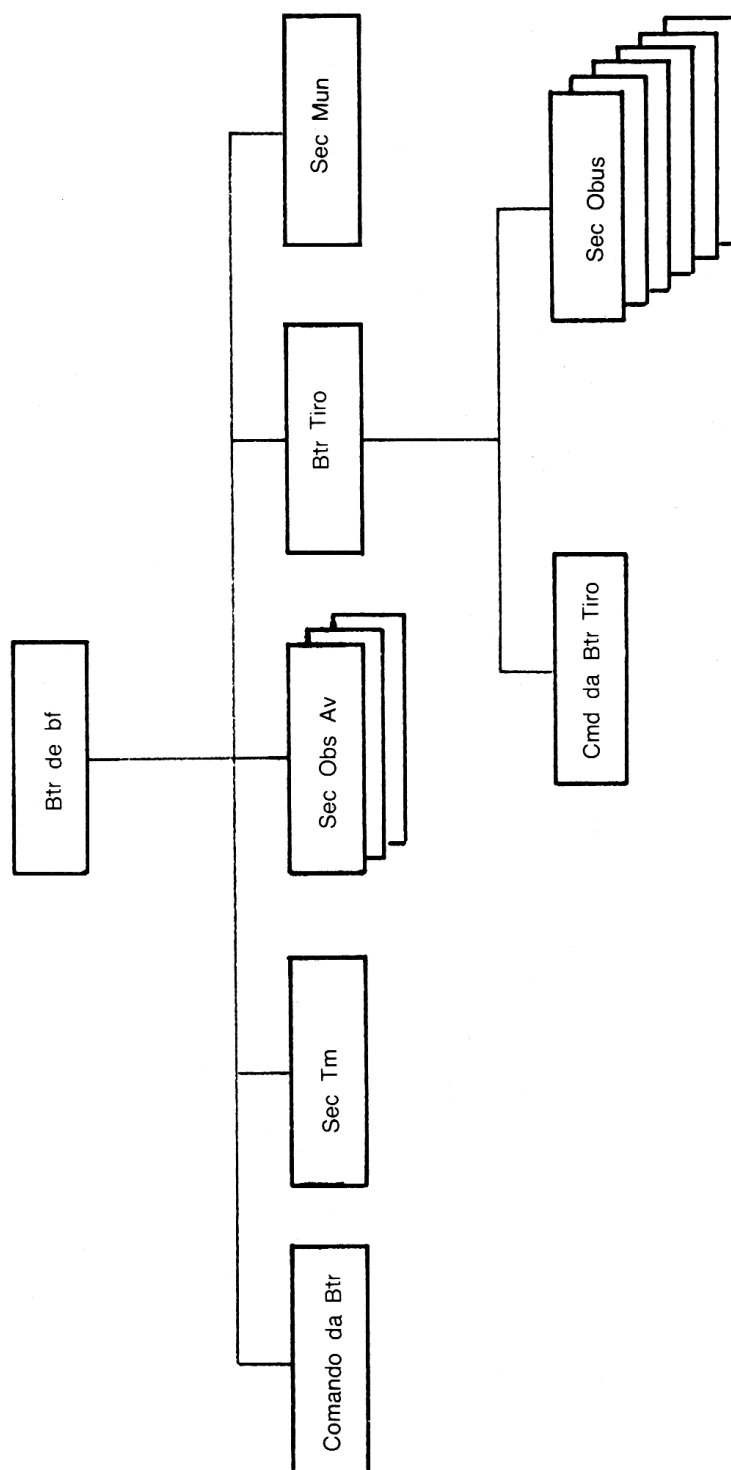 Btr de bf
Comando da Btr
Sec Tm
Sec Obs Av
Btr Tiro
Sec Mun
Cmd da Btr Tiro
Sec Obus